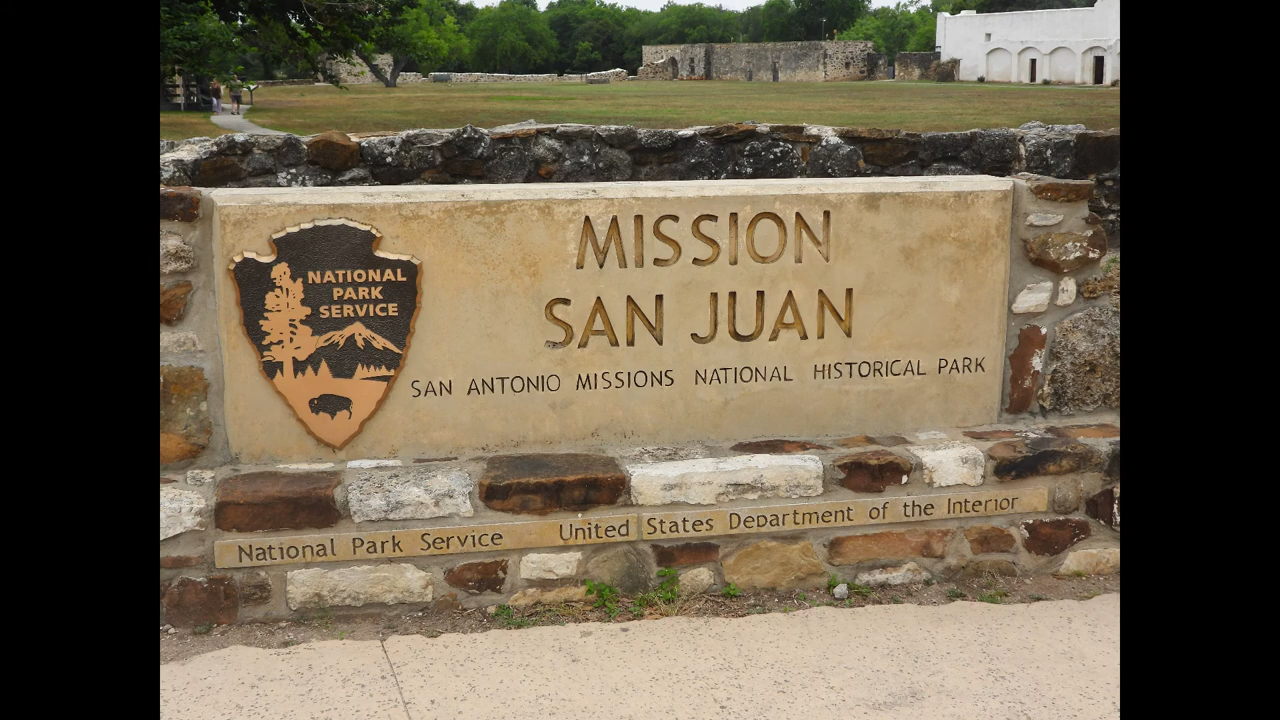 NATIONAL
PARK
SERVICE
MISSION
SAN JUAN
SAN ANTONIO MISSIONS NATIONAL HISTORICAL PARK
National Park Service United States Department of the Interior